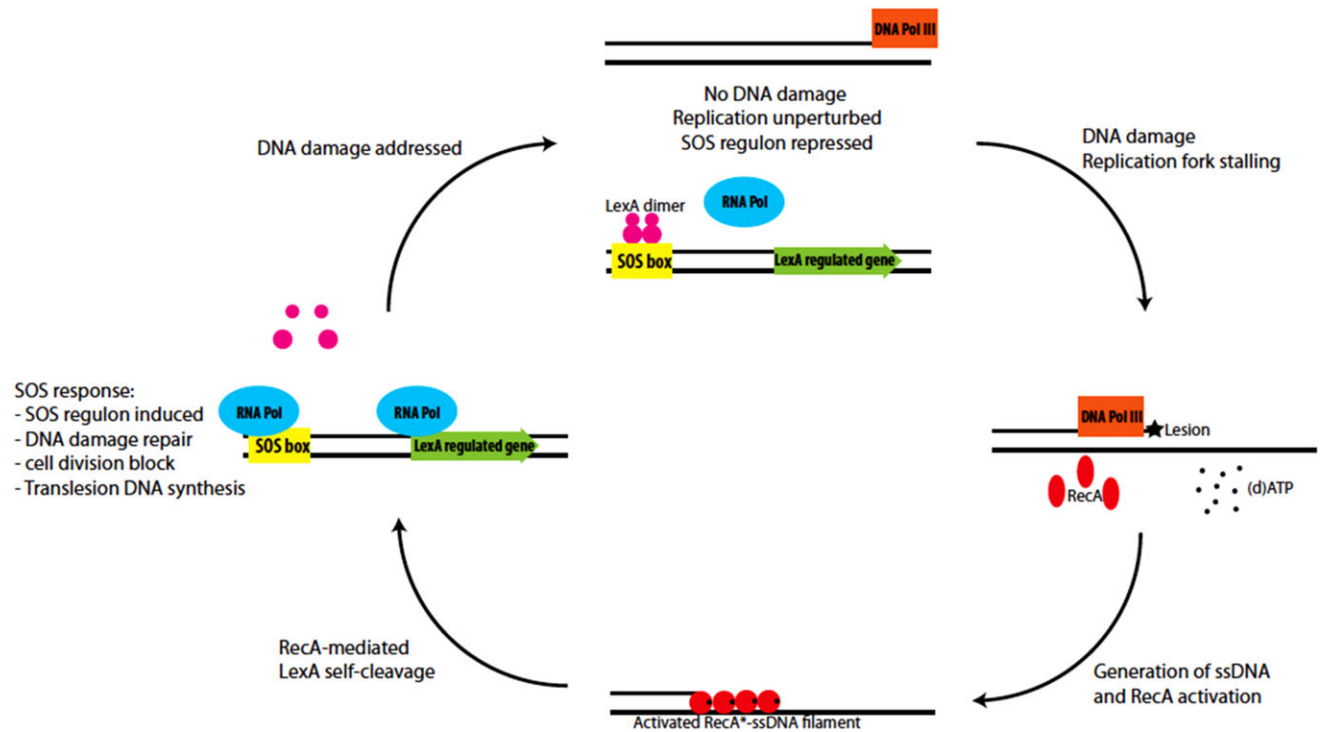 DNA Pol III
No DNA damage
Replication unperturbed
SOS regulon repressed
DNA damage addressed
DNA damage
Replication fork stalling
LexA dimer
RNA Pol
SOS box
LexA regulated gene
SOS response:
- SOS regulon induced
- DNA damage repair
- cell division block
- Translesion DNA synthesis
RNA Pol
RNA Pol
SOS box
LexA regulated gene
DNA Pol III
Lesion
RecA
(d)ATP
RecA-mediated
LexA self-cleavage
Generation of ssDNA
and RecA activation
Activated RecA*-ssDNA filament